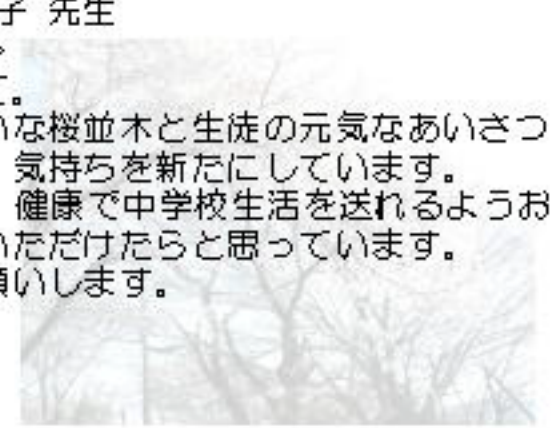 子 先生
。
いな桜並木と生徒の元気なあいさつ
気持ちを新たにしています。
健康で中学校生活を送れるようお
いただけたらと思っています。
願いします。